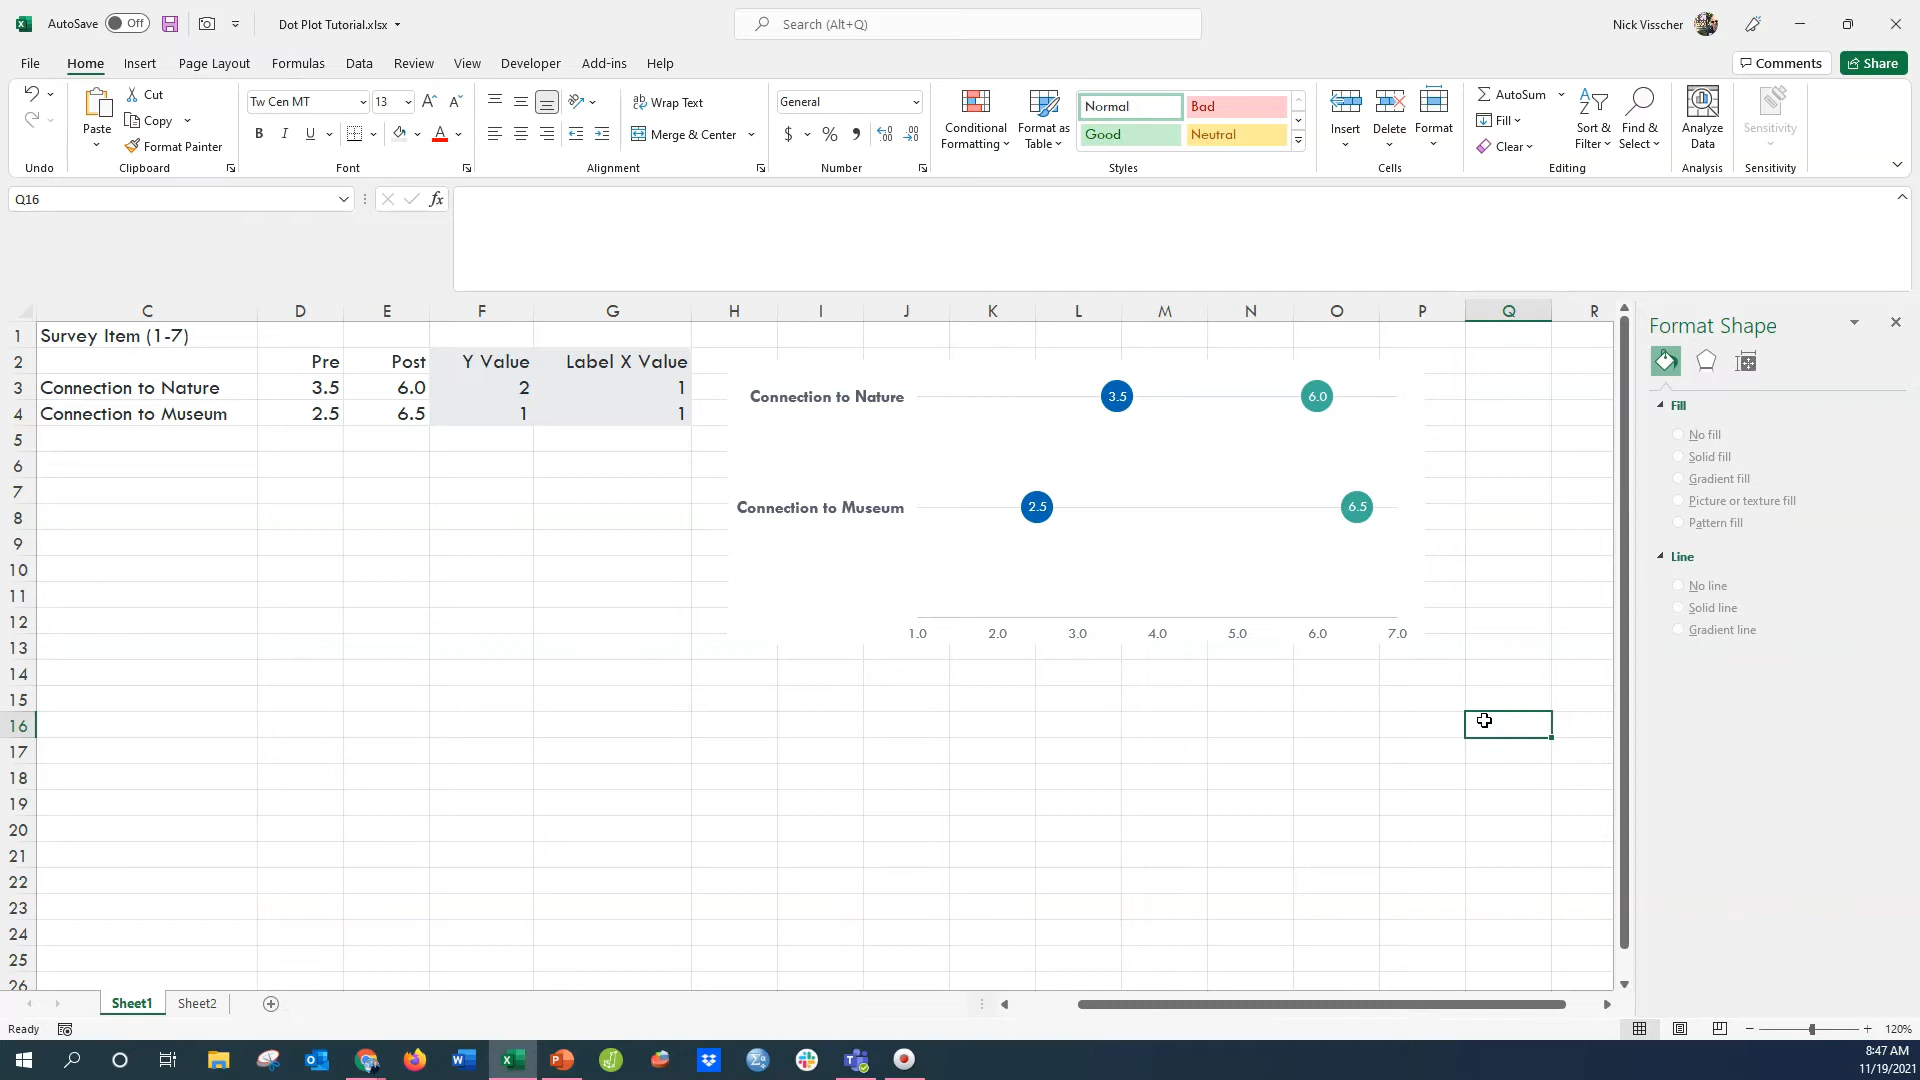 AutoSave Off Dot Plot Tutorial.xlsx Search (Alt+Q) Nick Visscher
File Home Insert Page Layout Formulas Data Review View Developer Add-ins Help Comments Share
Undo
Paste
Cut
Copy
Format Painter
Clipboard
Tw Cen MT 13
B I U A
Font
ab Wrap Text
Merge & Center
Alignment
General
$ % 9
Number
Conditional Formatting
Format as Table
Normal Bad
Good Neutral
Styles
Insert Delete Format
Cells
AutoSum
Fill
Clear
Sort & Filter
Find & Select
Editing
Analyze Data
Analysis
Sensitivity
Sensitivity
Q16 fx
C D E F G H I J K L M N O P Q R
1 Survey Item (1-7)
2 Pre Post Y Value Label X Value
3 Connection to Nature 3.5 6.0 2 1
4 Connection to Museum 2.5 6.5 1 1
5
6
7
8
9
10
11
12
13
14
15
16
17
18
19
20
21
22
23
24
25
26
Connection to Nature 3.5 6.0
Connection to Museum 2.5 6.5
1.0 2.0 3.0 4.0 5.0 6.0 7.0
Format Shape
Fill
No fill
Solid fill
Gradient fill
Picture or texture fill
Pattern fill
Line
No line
Solid line
Gradient line
Sheet1 Sheet2
Ready 120%
8:47 AM
11/19/2021